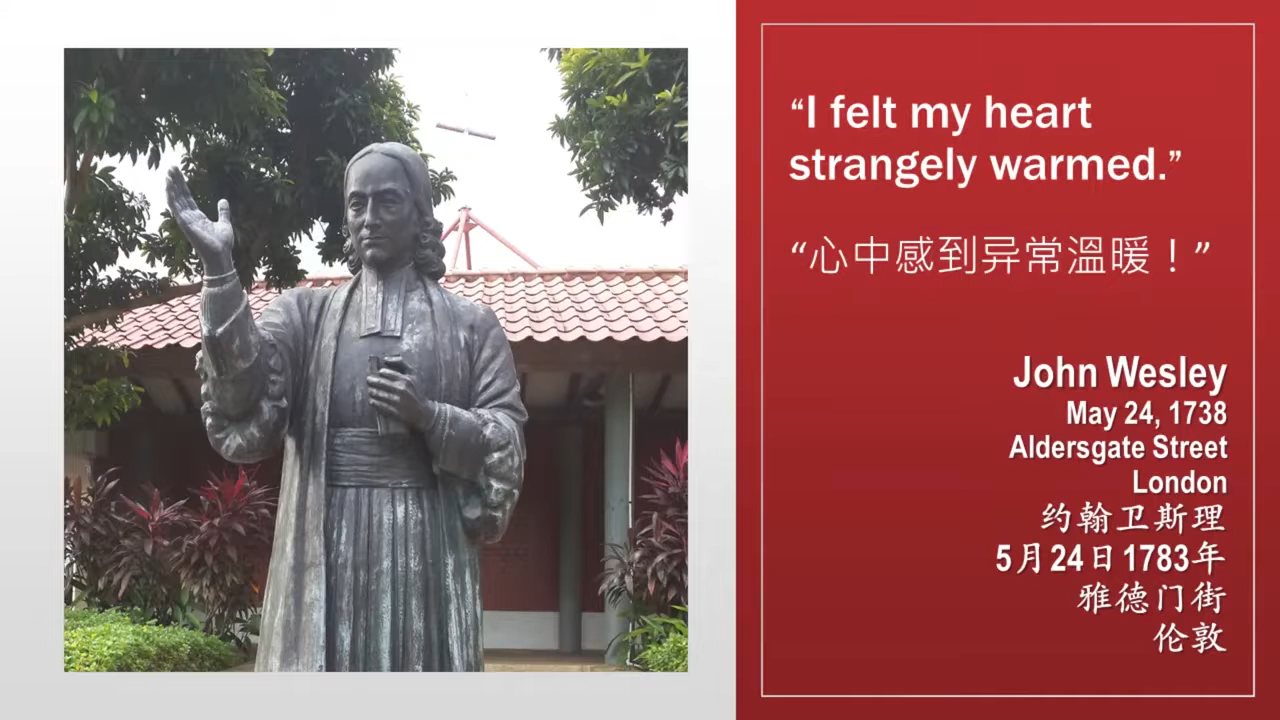 “I felt my heart
strangely warmed.”
“心中感到异常溫暖！”
John Wesley
May 24, 1738
Aldersgate Street
London
约翰卫斯理
5月24日1783年
雅德门街
伦敦